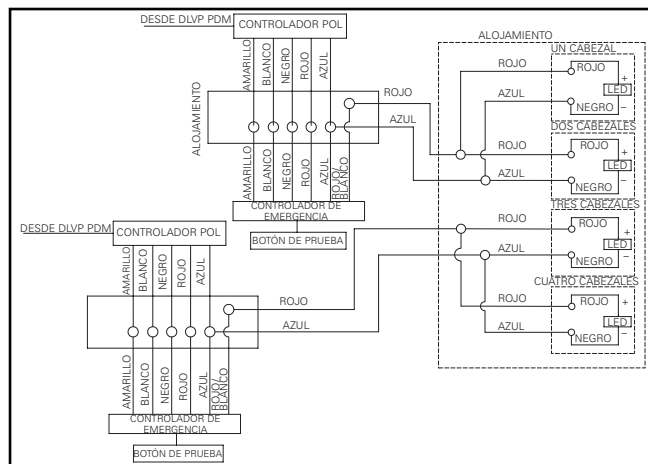 DESDE DLVP PDM
CONTROLADOR POL
AMARILLO
BLANCO
NEGRO
ROJO
AZUL
ALOJAMIENTO
ROJO
AZUL
AMARILLO
BLANCO
NEGRO
ROJO
AZUL
ROJO/
BLANCO
CONTROLADOR DE
EMERGENCIA
BOTÓN DE PRUEBA
DESDE DLVP PDM
CONTROLADOR POL
AMARILLO
BLANCO
NEGRO
ROJO
AZUL
ROJO
AZUL
AMARILLO
BLANCO
NEGRO
ROJO
AZUL
ROJO/
BLANCO
CONTROLADOR DE
EMERGENCIA
BOTÓN DE PRUEBA
ALOJAMIENTO
UN CABEZAL
ROJO
ROJO
+
LED
AZUL
NEGRO
–
DOS CABEZALES
ROJO
ROJO
+
LED
AZUL
NEGRO
–
TRES CABEZALES
ROJO
ROJO
+
LED
AZUL
NEGRO
–
CUATRO CABEZALES
ROJO
ROJO
+
LED
AZUL
NEGRO
–